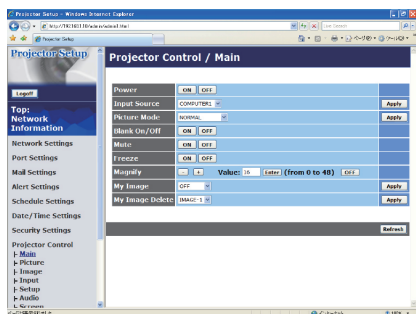 Projector Setup - Windows Internet Explorer
Live Search
Projector Setup
Projector Setup
Projector Control / Main
Logoff
Top:
Network
Information
Network Settings
Port Settings
Mail Settings
Alert Settings
Schedule Settings
Date/Time Settings
Security Settings
Projector Control
Main
Picture
Image
Input
Setup
Audio
Screen
Power ON OFF
Input Source COMPUTER1 Apply
Picture Mode NORMAL Apply
Blank On/Off ON OFF
Mute ON OFF
Freeze ON OFF
Magnify - + Value: 16 Enter (from 0 to 48) OFF
My Image OFF Apply
My Image Delete IMAGE-1 Apply
Refresh